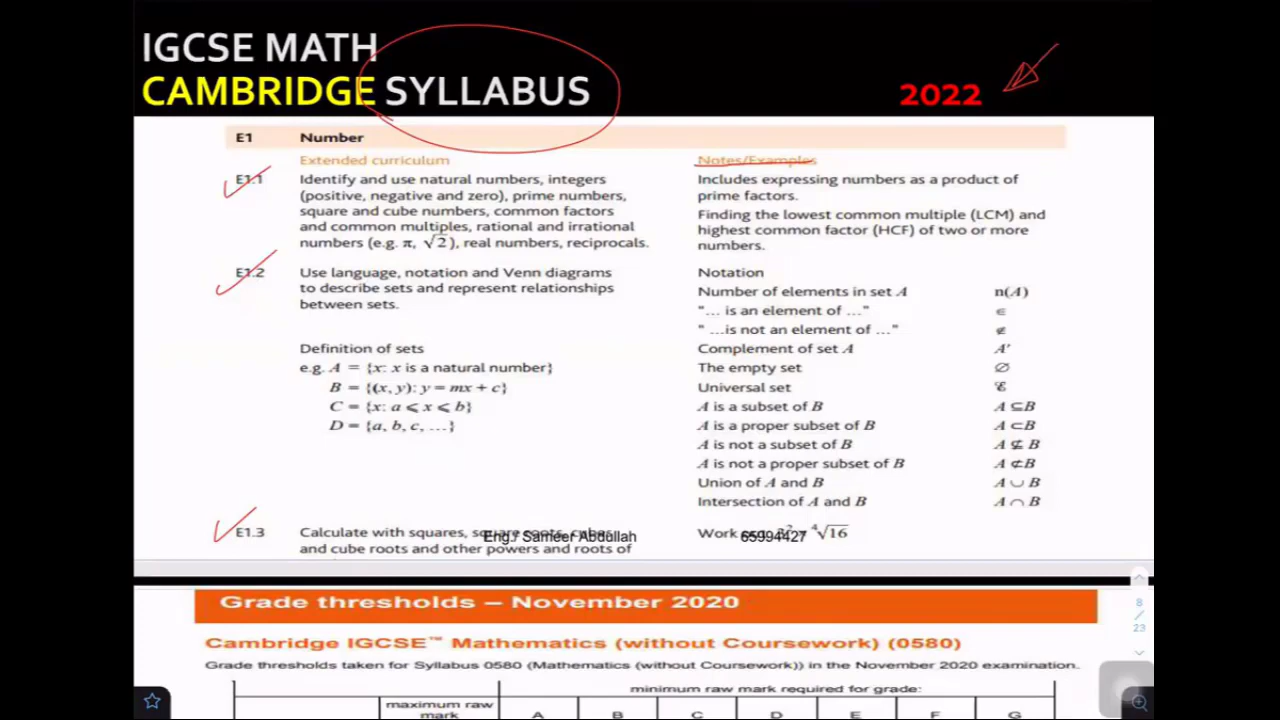 IGCSE MATH
CAMBRIDGE SYLLABUS
2022
E1 Number
Extended curriculum Notes/Examples
E1.1 Identify and use natural numbers, integers Includes expressing numbers as a product of
(positive, negative and zero), prime numbers, prime factors.
square and cube numbers, common factors Finding the lowest common multiple (LCM) and
and common multiples, rational and irrational highest common factor (HCF) of two or more
numbers (e.g. π, √2), real numbers, reciprocals. numbers.
E1.2 Use language, notation and Venn diagrams Notation
to describe sets and represent relationships Number of elements in set A n(A)
between sets. "… is an element of …" ∈
"…is not an element of …" ∉
Definition of sets Complement of set A A′
e.g. A = {x: x is a natural number} The empty set ∅
B = {(x, y): y = mx + c} Universal set ℰ
C = {x: a ⩽ x ⩽ b} A is a subset of B A ⊆ B
D = {a, b, c, …} A is a proper subset of B A ⊂ B
A is not a subset of B A ⊈ B
A is not a proper subset of B A ⊄ B
Union of A and B A ∪ B
Intersection of A and B A ∩ B
E1.3 Calculate with squares, square roots, cubes Work ⁴√16
Eng./ Sameer Abdullah 65994427
and cube roots and other powers and roots of
8
/
23
Grade thresholds – November 2020
Cambridge IGCSE™ Mathematics (without Coursework) (0580)
Grade thresholds taken for Syllabus 0580 (Mathematics (without Coursework)) in the November 2020 examination.
minimum raw mark required for grade:
maximum raw
mark A B C D E F G